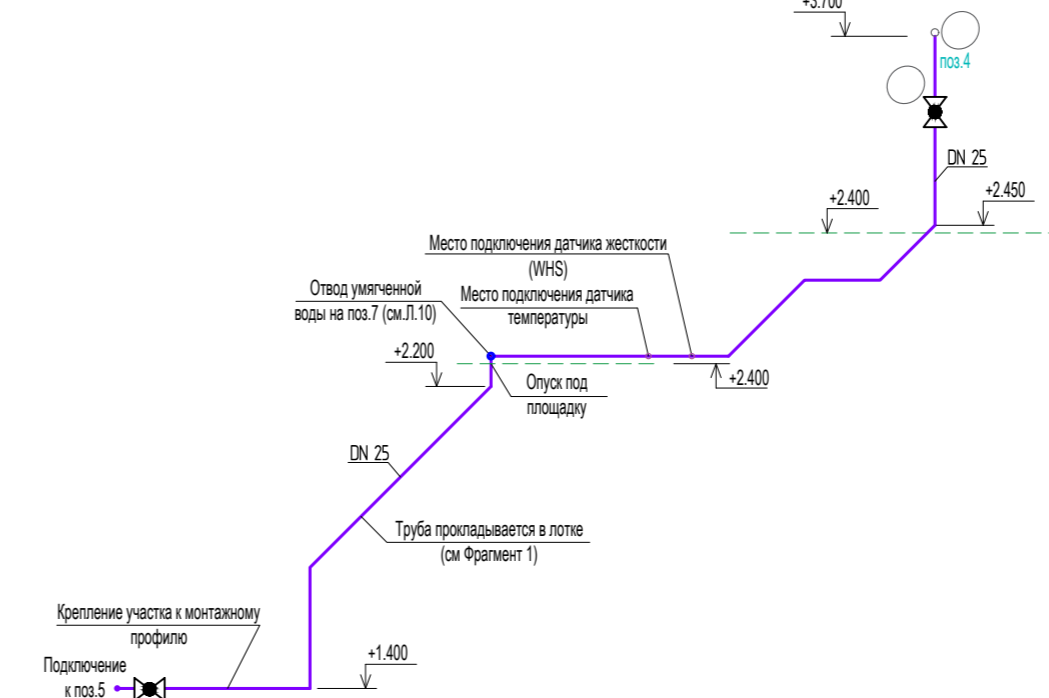 +3.700
поз.4
DN 25
+2.400
+2.450
Место подключения датчика жесткости
(WHS)
Отвод умягченной
воды на поз.7 (см.Л.10)
Место подключения датчика
температуры
+2.200
+2.400
Опуск под
площадку
DN 25
Труба прокладывается в лотке
(см Фрагмент 1)
Крепление участка к монтажному
профилю
Подключение
к поз.5
+1.400